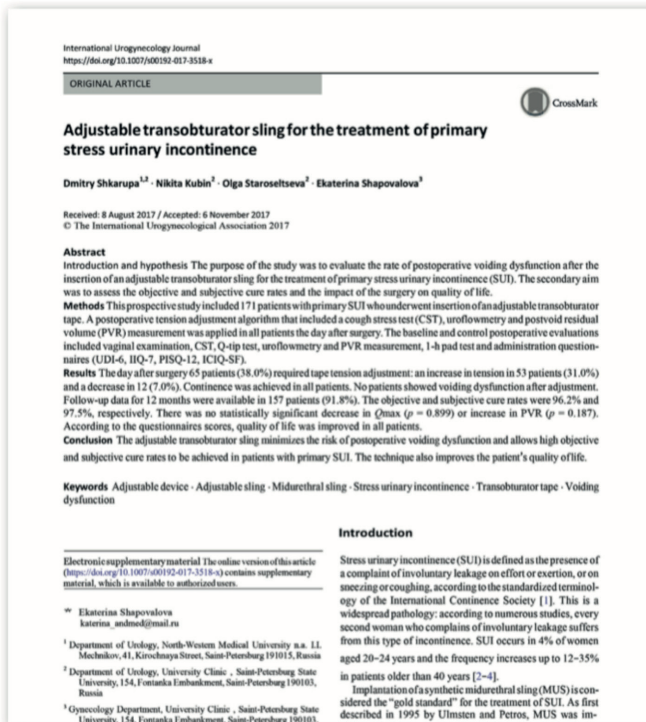 International Urogynecology Journal
https://doi.org/10.1007/s00192-017-3518-x
ORIGINAL ARTICLE
CrossMark
Adjustable transobturator sling for the treatment of primary
stress urinary incontinence
Dmitry Shkarupa1,2 · Nikita Kubin2 · Olga Staroseltseva2 · Ekaterina Shapovalova3
Received: 8 August 2017 / Accepted: 6 November 2017
© The International Urogynecological Association 2017
Abstract
Introduction and hypothesis The purpose of the study was to evaluate the rate of postoperative voiding dysfunction after the
insertion of an adjustable transobturator sling for the treatment of primary stress urinary incontinence (SUI). The secondary aim
was to assess the objective and subjective cure rates and the impact of the surgery on quality of life.
Methods This prospective study included 171 patients with primary SUI who underwent insertion of an adjustable transobturator
tape. A postoperative tension adjustment algorithm that included a cough stress test (CST), uroflowmetry and postvoid residual
volume (PVR) measurement was applied in all patients the day after surgery. The baseline and control postoperative evaluations
included vaginal examination, CST, Q-tip test, uroflowmetry and PVR measurement, 1-h pad test and administration question-
naires (UDI-6, IIQ-7, PISQ-12, ICIQ-SF).
Results The day after surgery 65 patients (38.0%) required tape tension adjustment: an increase in tension in 53 patients (31.0%)
and a decrease in 12 (7.0%). Continence was achieved in all patients. No patients showed voiding dysfunction after adjustment.
Follow-up data for 12 months were available in 157 patients (91.8%). The objective and subjective cure rates were 96.2% and
97.5%, respectively. There was no statistically significant decrease in Qmax (p = 0.899) or increase in PVR (p = 0.187).
According to the questionnaires scores, quality of life was improved in all patients.
Conclusion The adjustable transobturator sling minimizes the risk of postoperative voiding dysfunction and allows high objective
and subjective cure rates to be achieved in patients with primary SUI. The technique also improves the patient's quality of life.
Keywords Adjustable device · Adjustable sling · Midurethral sling · Stress urinary incontinence · Transobturator tape · Voiding
dysfunction
Electronic supplementary material The online version of this article
(https://doi.org/10.1007/s00192-017-3518-x) contains supplementary
material, which is available to authorized users.
Ekaterina Shapovalova
katerina_andmed@mail.ru
1 Department of Urology, North-Western Medical University n.a. I.I.
Mechnikov, 41, Kirochnaya Street, Saint-Petersburg 191015, Russia
2 Department of Urology, University Clinic , Saint-Petersburg State
University, 154, Fontanka Embankment, Saint-Petersburg 190103,
Russia
3 Gynecology Department, University Clinic , Saint-Petersburg State
University, 154, Fontanka Embankment, Saint-Petersburg 190103,
Introduction
Stress urinary incontinence (SUI) is defined as the presence of
a complaint of involuntary leakage on effort or exertion, or on
sneezing or coughing, according to the standardized terminol-
ogy of the International Continence Society [1]. This is a
widespread pathology: according to numerous studies, every
second woman who complains of involuntary leakage suffers
from this type of incontinence. SUI occurs in 4% of women
aged 20–24 years and the frequency increases up to 12–35%
in patients older than 40 years [2–4].
Implantation of a synthetic midurethral sling (MUS) is con-
sidered the "gold standard" for the treatment of SUI. As first
described in 1995 by Ulmsten and Petros, MUS was im-